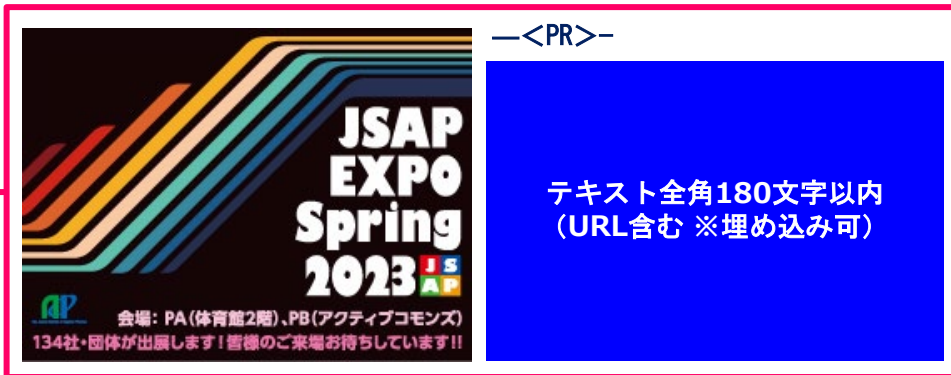 JSAP
EXPO
Spring
2023
JS
AP
AP
会場: PA(体育館2階)、PB(アクティブコモンズ)
134社・団体が出展します!皆様のご来場お待ちしています!!
―<PR>−
テキスト全角180文字以内
(URL含む ※埋め込み可)